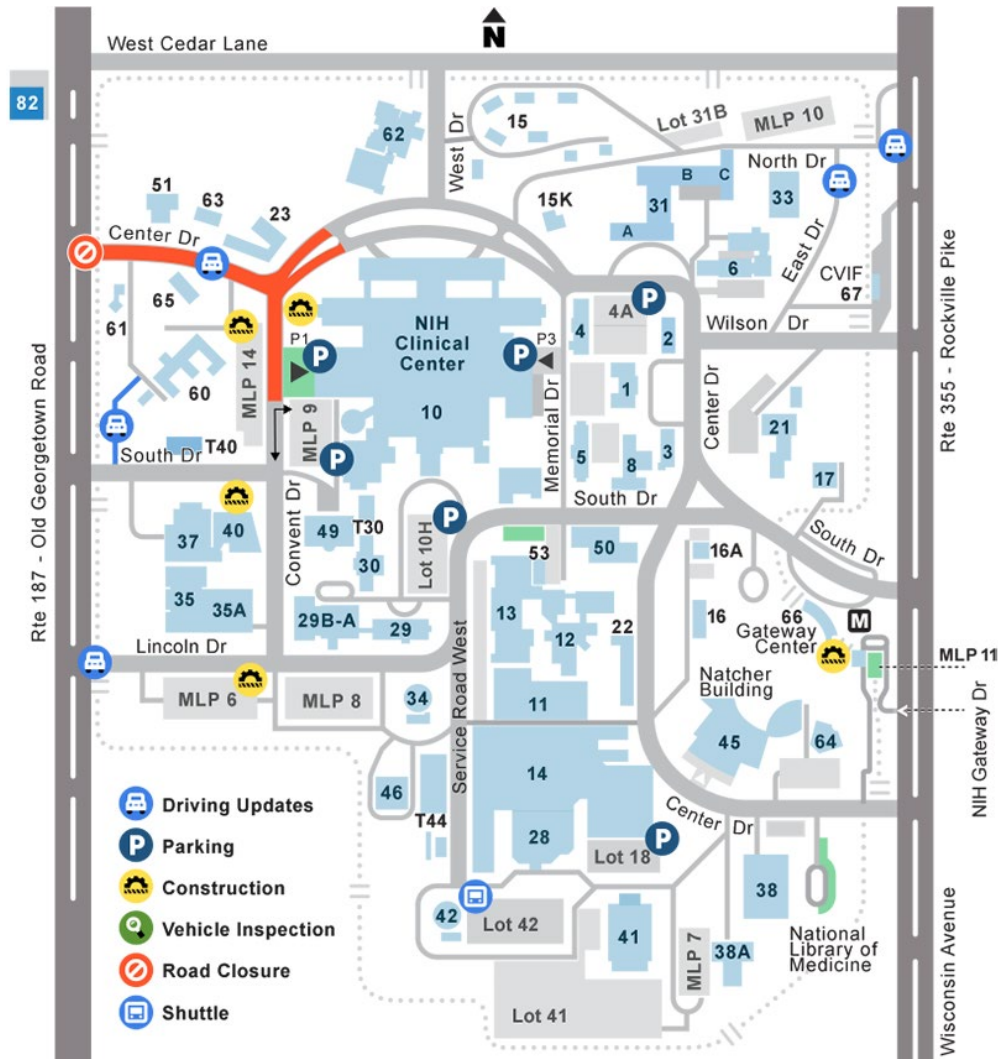 N
West Cedar Lane
82
62
West Dr
15
Lot 31B
MLP 10
North Dr
51
63
23
15K
31
A
B
C
33
Center Dr
6
East Dr
CVIF
67
65
61
60
MLP 14
P1
P
NIH
Clinical
Center
10
P3
P
4A
P
4
2
Wilson Dr
Rte 187 - Old Georgetown Road
Rte 355 - Rockville Pike
MLP 9
P
1
Memorial Dr
Center Dr
5
8
3
21
17
T40
South Dr
South Dr
South Dr
37
40
Convent Dr
49
T30
30
Lot 10H
P
53
50
16A
35
35A
29B-A
29
13
12
22
16
66
M
Gateway
Center
MLP 11
Lincoln Dr
Natcher
Building
MLP 6
MLP 8
34
Service Road West
11
45
64
NIH Gateway Dr
46
T44
14
28
Lot 18
P
Center Dr
38
42
Lot 42
41
MLP 7
38A
National
Library of
Medicine
Lot 41
Wisconsin Avenue
Driving Updates
P
Parking
Construction
Vehicle Inspection
Road Closure
Shuttle